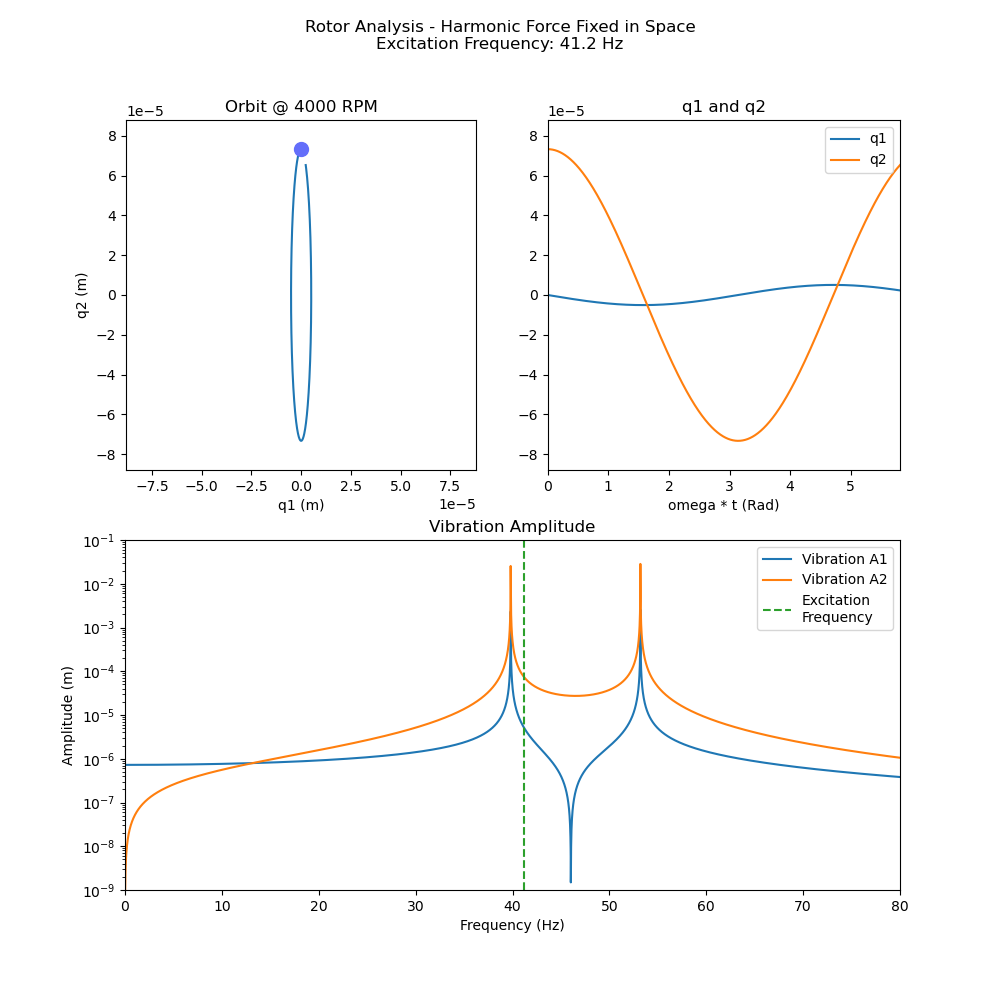 Rotor Analysis - Harmonic Force Fixed in Space
Excitation Frequency: 41.2 Hz
Orbit @ 4000 RPM
1e−5
8
6
4
2
0
−2
−4
−6
−8
q2 (m)
−7.5 −5.0 −2.5 0.0 2.5 5.0 7.5
1e−5
q1 (m)
q1 and q2
1e−5
8
6
4
2
0
−2
−4
−6
−8
q1
q2
0 1 2 3 4 5
omega * t (Rad)
Vibration Amplitude
10⁻¹
10⁻²
10⁻³
10⁻⁴
10⁻⁵
10⁻⁶
10⁻⁷
10⁻⁸
10⁻⁹
Amplitude (m)
Vibration A1
Vibration A2
Excitation
Frequency
0 10 20 30 40 50 60 70 80
Frequency (Hz)